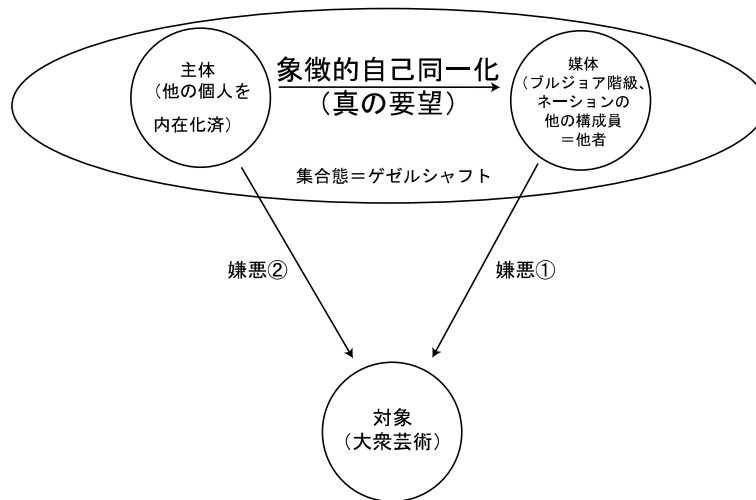 主体
（他の個人を
内在化済）
象徴的自己同一化
（真の要望）
媒体
（ブルジョア階級、
ネーションの
他の構成員
＝他者
集合態＝ゲゼルシャフト
嫌悪②
嫌悪①
対象
（大衆芸術）